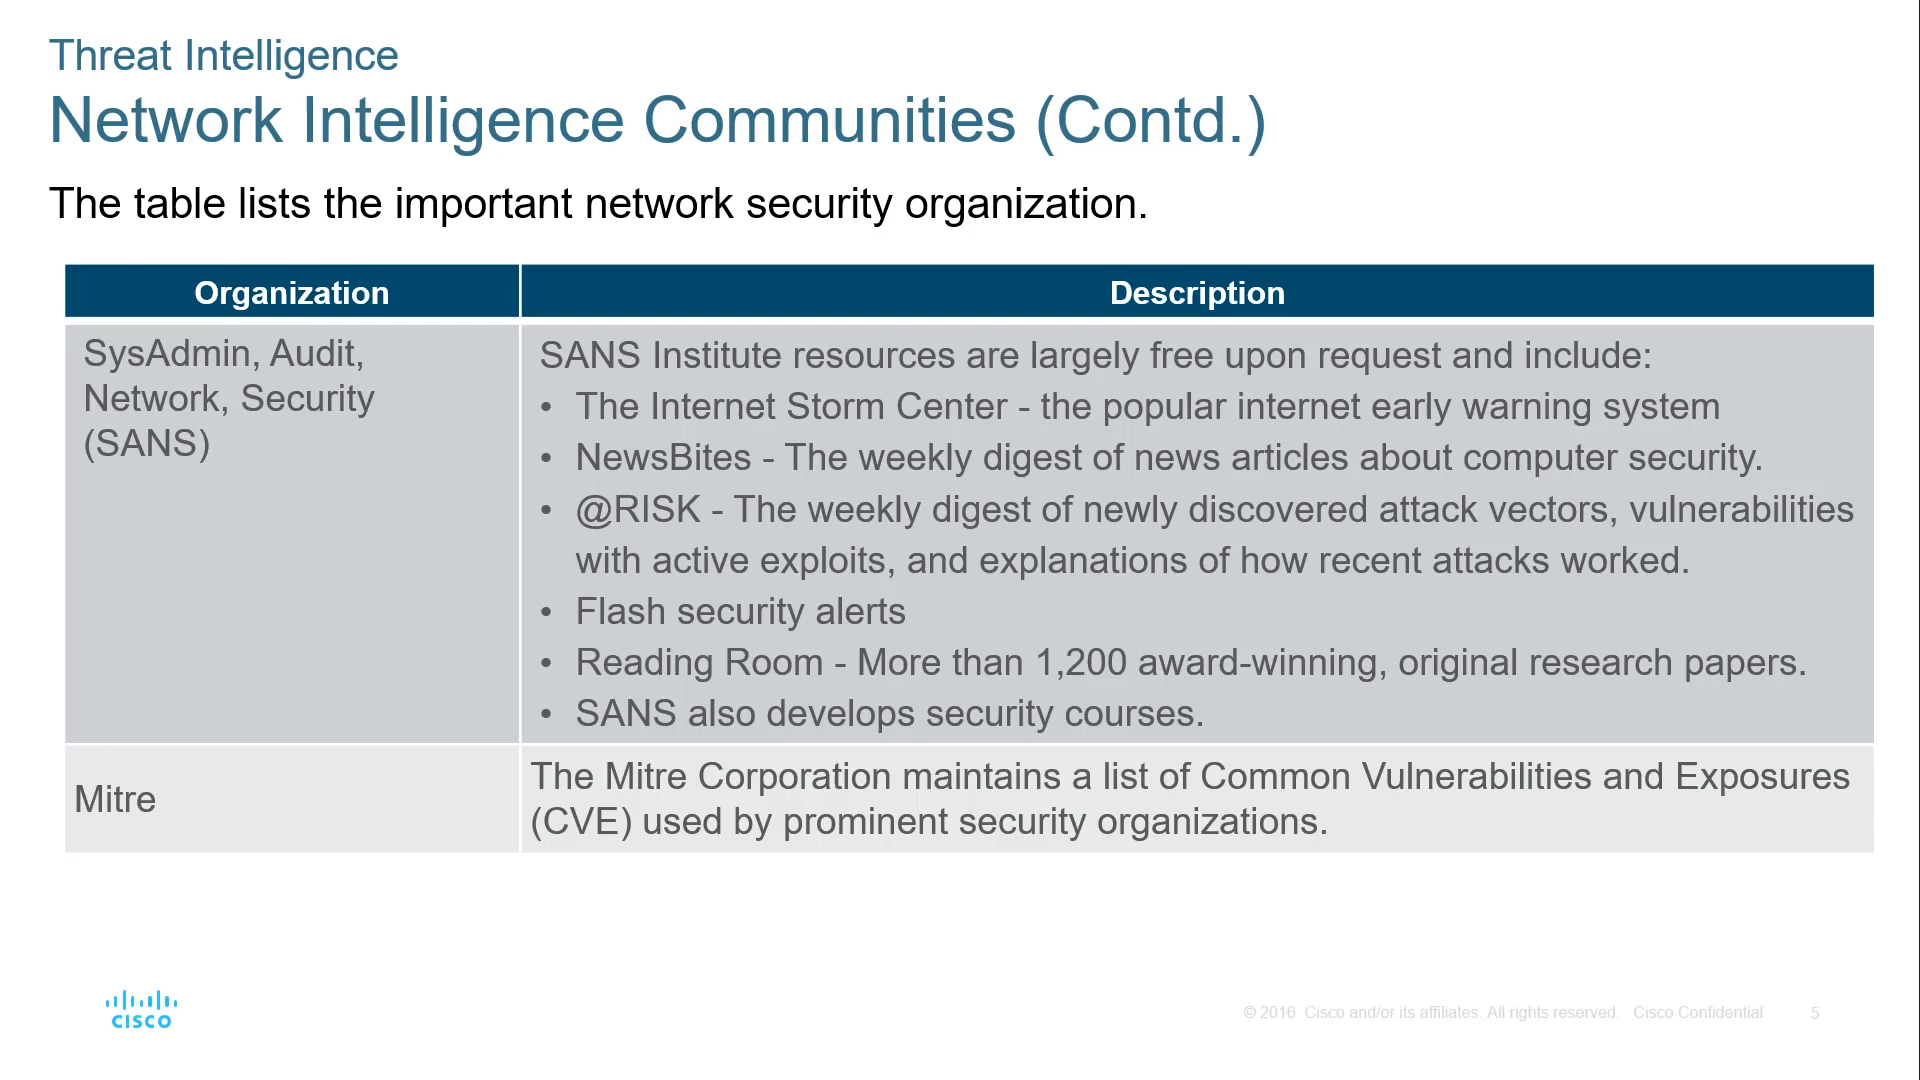 Threat Intelligence
Network Intelligence Communities (Contd.)
The table lists the important network security organization.
Organization
Description
SysAdmin, Audit,
Network, Security
(SANS)
SANS Institute resources are largely free upon request and include:
• The Internet Storm Center - the popular internet early warning system
• NewsBites - The weekly digest of news articles about computer security.
• @RISK - The weekly digest of newly discovered attack vectors, vulnerabilities
with active exploits, and explanations of how recent attacks worked.
• Flash security alerts
• Reading Room - More than 1,200 award-winning, original research papers.
• SANS also develops security courses.
Mitre
The Mitre Corporation maintains a list of Common Vulnerabilities and Exposures
(CVE) used by prominent security organizations.
CISCO
© 2016 Cisco and/or its affiliates. All rights reserved. Cisco Confidential
5